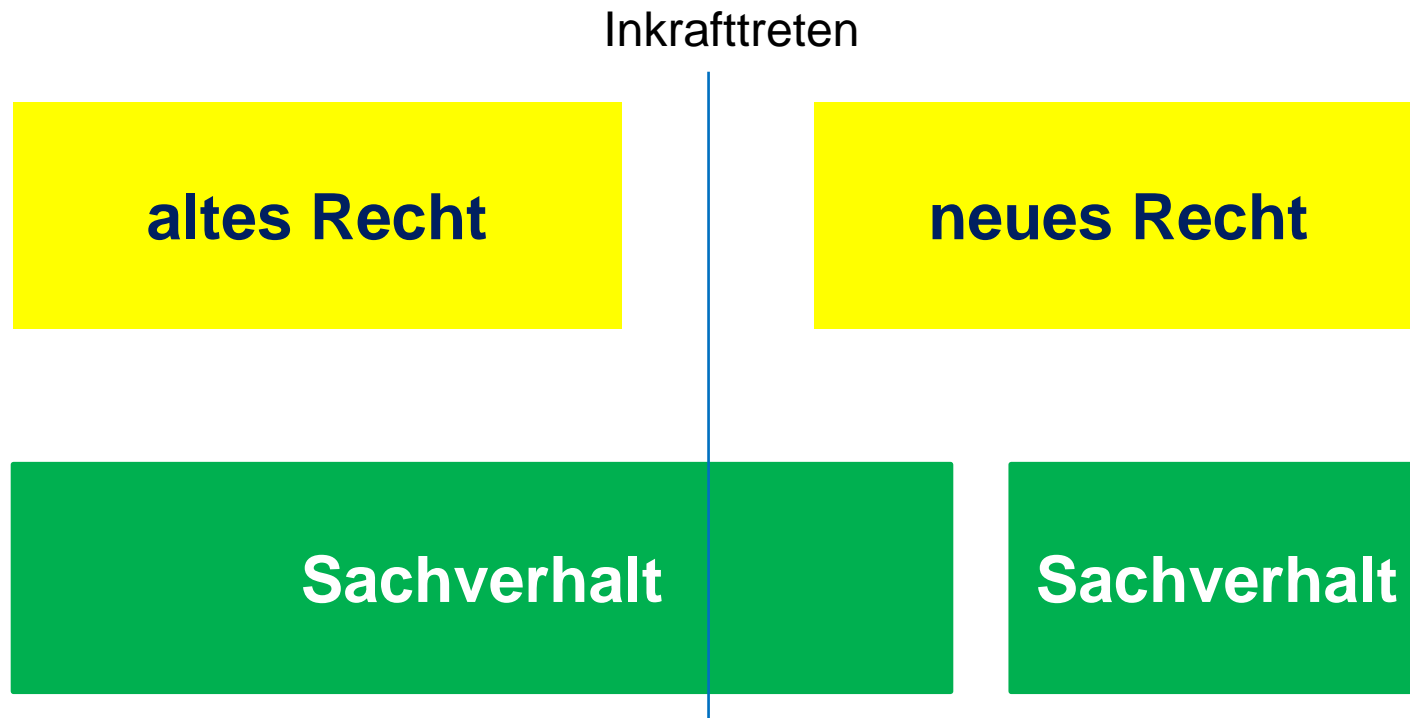 Inkrafttreten
altes Recht
neues Recht
Sachverhalt
Sachverhalt